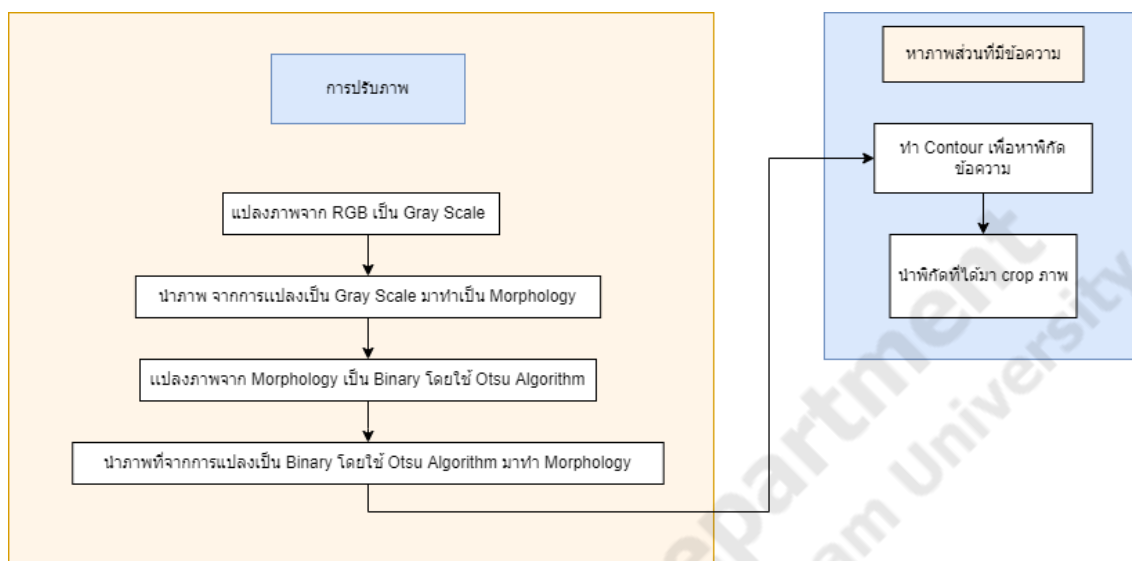 การปรับภาพ
แปลงภาพจาก RGB เป็น Gray Scale
นำภาพ จากการแปลงเป็น Gray Scale มาทำเป็น Morphology
แปลงภาพจาก Morphology เป็น Binary โดยใช้ Otsu Algorithm
นำภาพที่จากการแปลงเป็น Binary โดยใช้ Otsu Algorithm มาทำ Morphology
หาภาพส่วนที่มีข้อความ
ทำ Contour เพื่อหาพิกัด
ข้อความ
นำพิกัดที่ได้มา crop ภาพ
epartment
am University